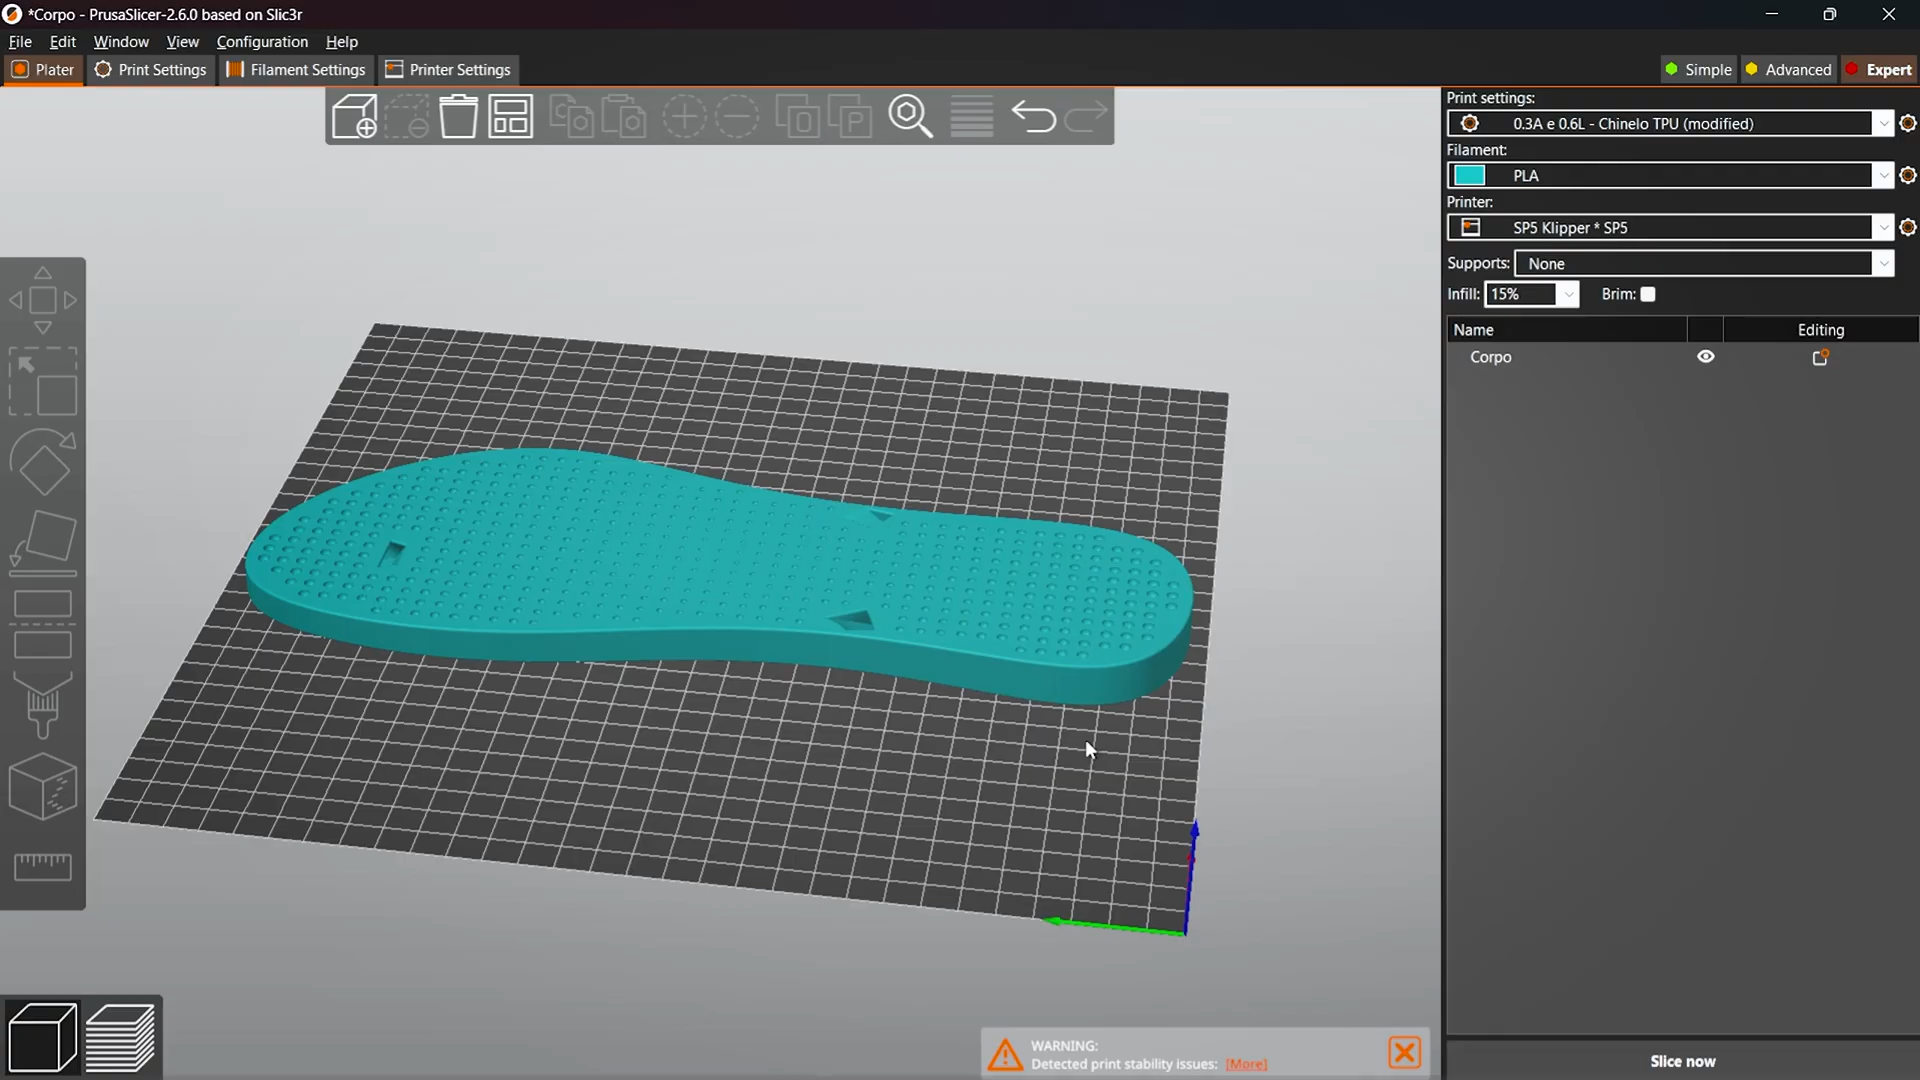 *Corpo - PrusaSlicer-2.6.0 based on Slic3r
File Edit Window View Configuration Help
Plater Print Settings Filament Settings Printer Settings Simple Advanced Expert
Print settings:
0.3A e 0.6L - Chinelo TPU (modified)
Filament:
PLA
Printer:
SP5 Klipper * SP5
Supports: None
Infill: 15% Brim:
Name Editing
Corpo
WARNING:
Detected print stability issues: [More]
Slice now